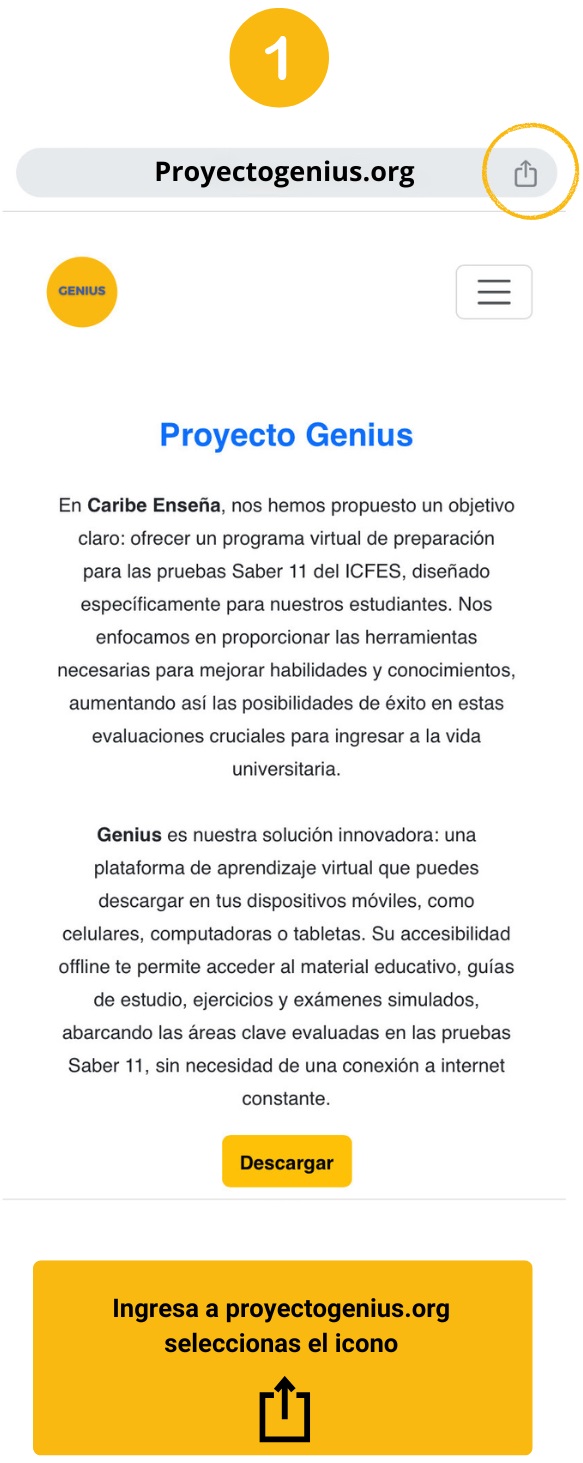 1
Proyectogenius.org
GENIUS
Proyecto Genius
En Caribe Enseña, nos hemos propuesto un objetivo
claro: ofrecer un programa virtual de preparación
para las pruebas Saber 11 del ICFES, diseñado
específicamente para nuestros estudiantes. Nos
enfocamos en proporcionar las herramientas
necesarias para mejorar habilidades y conocimientos,
aumentando así las posibilidades de éxito en estas
evaluaciones cruciales para ingresar a la vida
universitaria.
Genius es nuestra solución innovadora: una
plataforma de aprendizaje virtual que puedes
descargar en tus dispositivos móviles, como
celulares, computadoras o tabletas. Su accesibilidad
offline te permite acceder al material educativo, guías
de estudio, ejercicios y exámenes simulados,
abarcando las áreas clave evaluadas en las pruebas
Saber 11, sin necesidad de una conexión a internet
constante.
Descargar
Ingresa a proyectogenius.org
seleccionas el icono